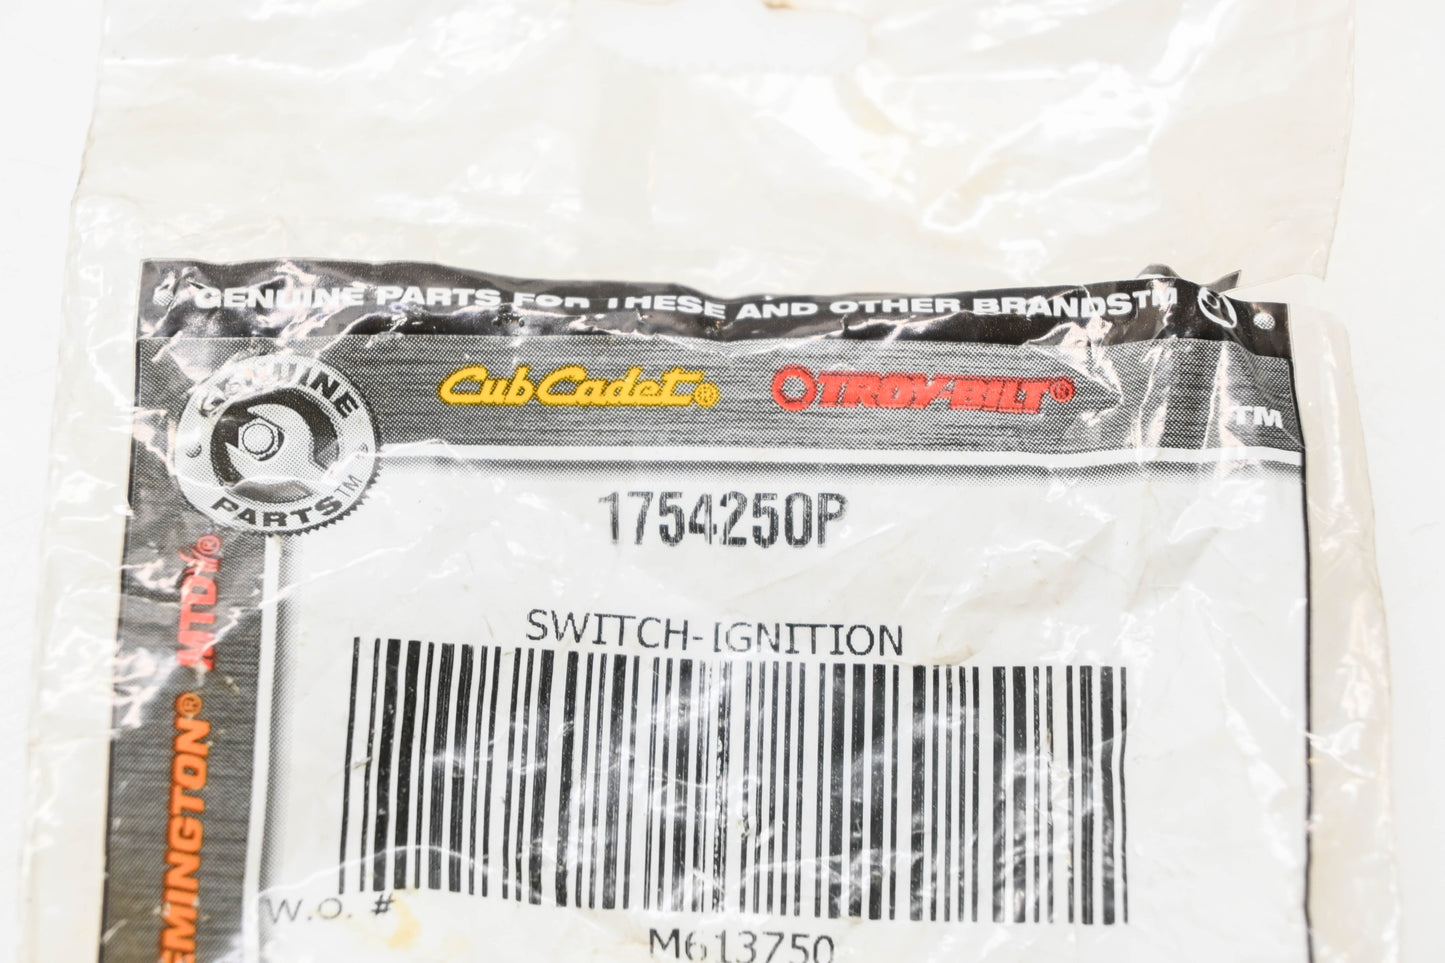 GENUINE PARTS FOR THESE AND OTHER BRANDS™
GENUINE
PARTS™
Cub Cadet®
TROY-BILT®
™
1754250P
SWITCH-IGNITION
MTD®
EMINGTON®
W.O. #
M613750